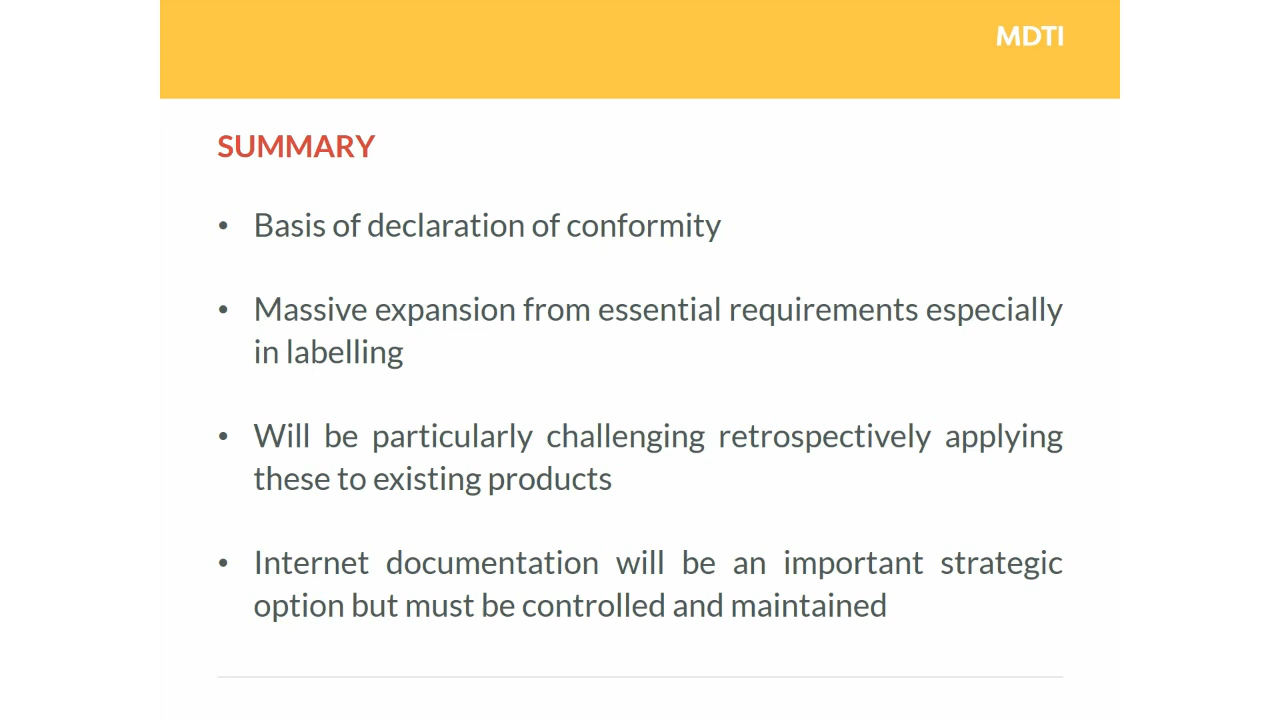 MDTI
SUMMARY
• Basis of declaration of conformity
• Massive expansion from essential requirements especially
in labelling
• Will be particularly challenging retrospectively applying
these to existing products
• Internet documentation will be an important strategic
option but must be controlled and maintained